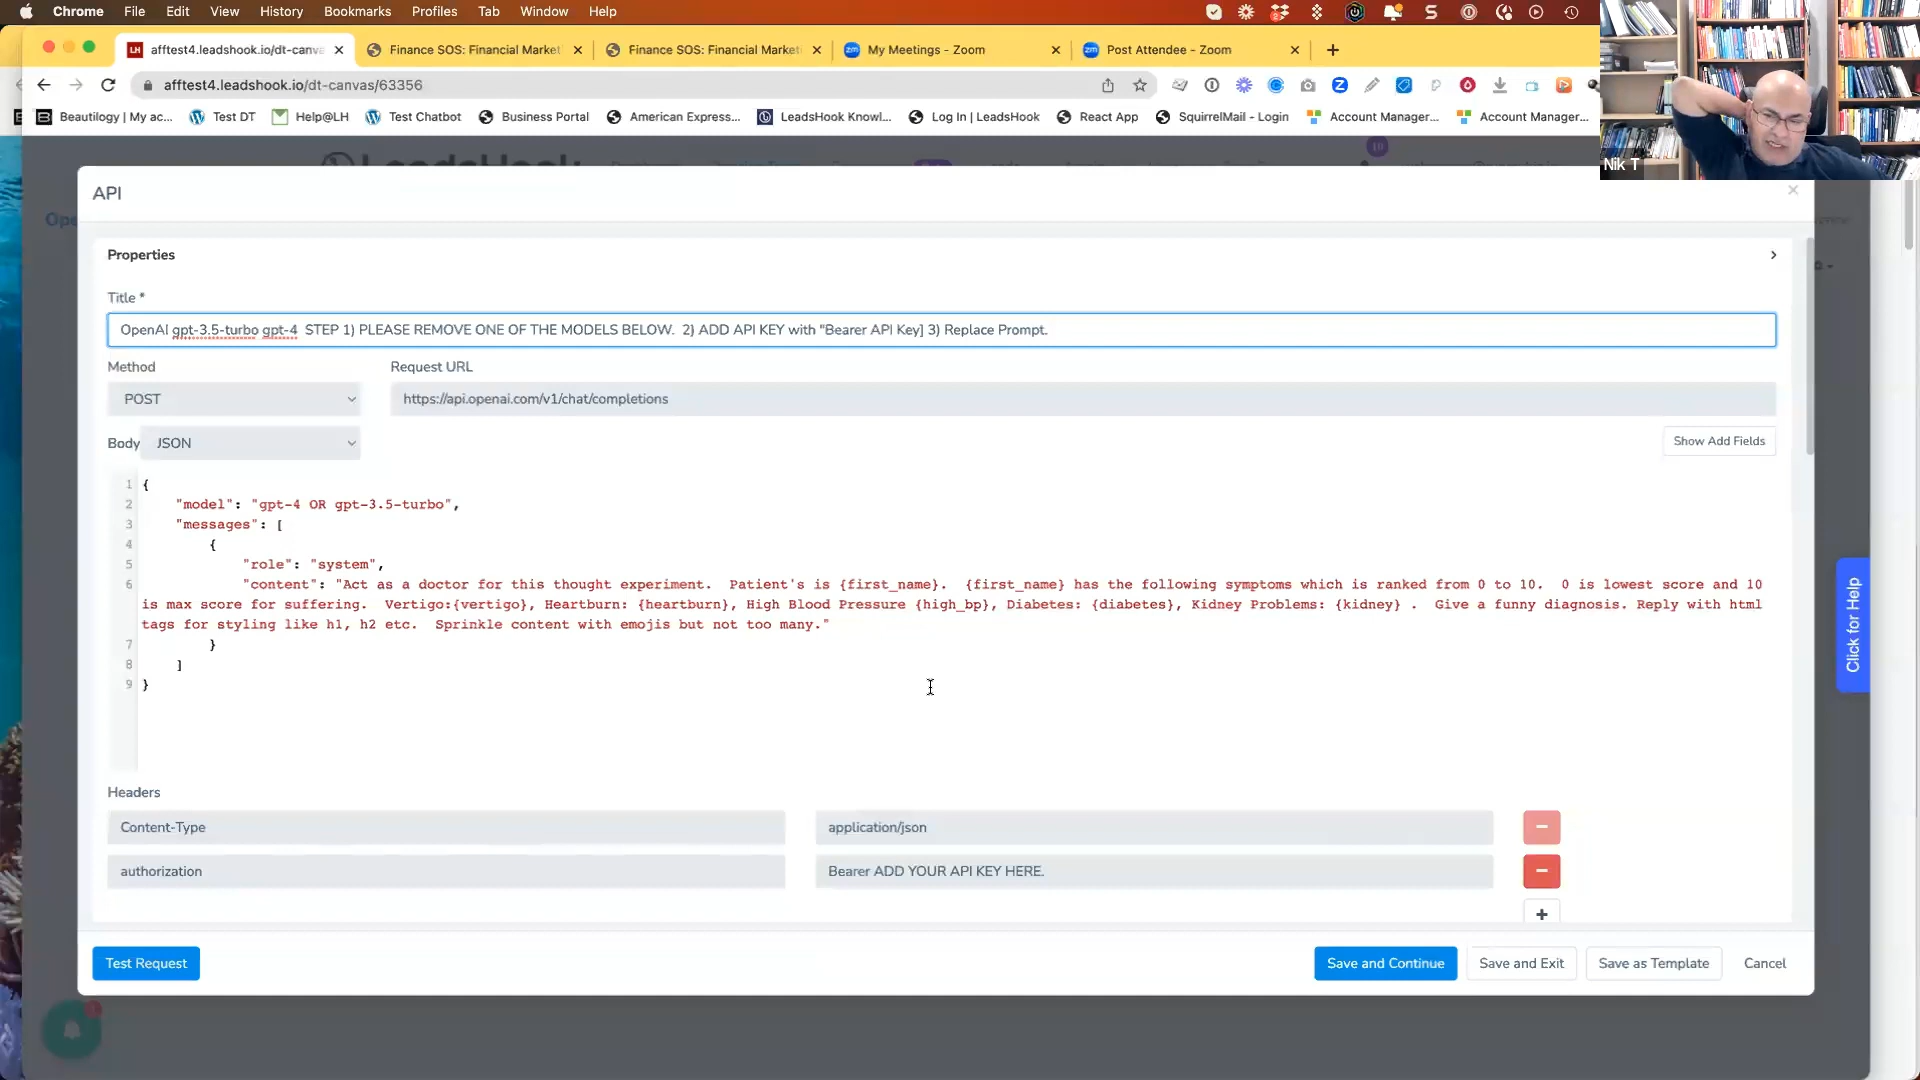 Chrome File Edit View History Bookmarks Profiles Tab Window Help
afftest4.leadshook.io/dt-canva
Finance SOS: Financial Market
Finance SOS: Financial Marketi
My Meetings - Zoom
Post Attendee - Zoom
afftest4.leadshook.io/dt-canvas/63356
Beautilogy | My ac...
Test DT
Help@LH
Test Chatbot
Business Portal
American Express...
LeadsHook Knowl...
Log In | LeadsHook
React App
SquirrelMail - Login
Account Manager...
Account Manager...
Nik T
LeadsHook
19
Ope
API
Properties
Title *
OpenAI gpt-3.5-turbo gpt-4 STEP 1) PLEASE REMOVE ONE OF THE MODELS BELOW. 2) ADD API KEY with "Bearer API Key] 3) Replace Prompt.
Method
Request URL
POST
https://api.openai.com/v1/chat/completions
Body JSON
Show Add Fields
1 {
2 "model": "gpt-4 OR gpt-3.5-turbo",
3 "messages": [
4 {
5 "role": "system",
6 "content": "Act as a doctor for this thought experiment. Patient's is {first_name}. {first_name} has the following symptoms which is ranked from 0 to 10. 0 is lowest score and 10
is max score for suffering. Vertigo:{vertigo}, Heartburn: {heartburn}, High Blood Pressure {high_bp}, Diabetes: {diabetes}, Kidney Problems: {kidney} . Give a funny diagnosis. Reply with html
tags for styling like h1, h2 etc. Sprinkle content with emojis but not too many."
7 }
8 ]
9 }
Click for Help
Headers
Content-Type
application/json
authorization
Bearer ADD YOUR API KEY HERE.
Test Request
Save and Continue
Save and Exit
Save as Template
Cancel